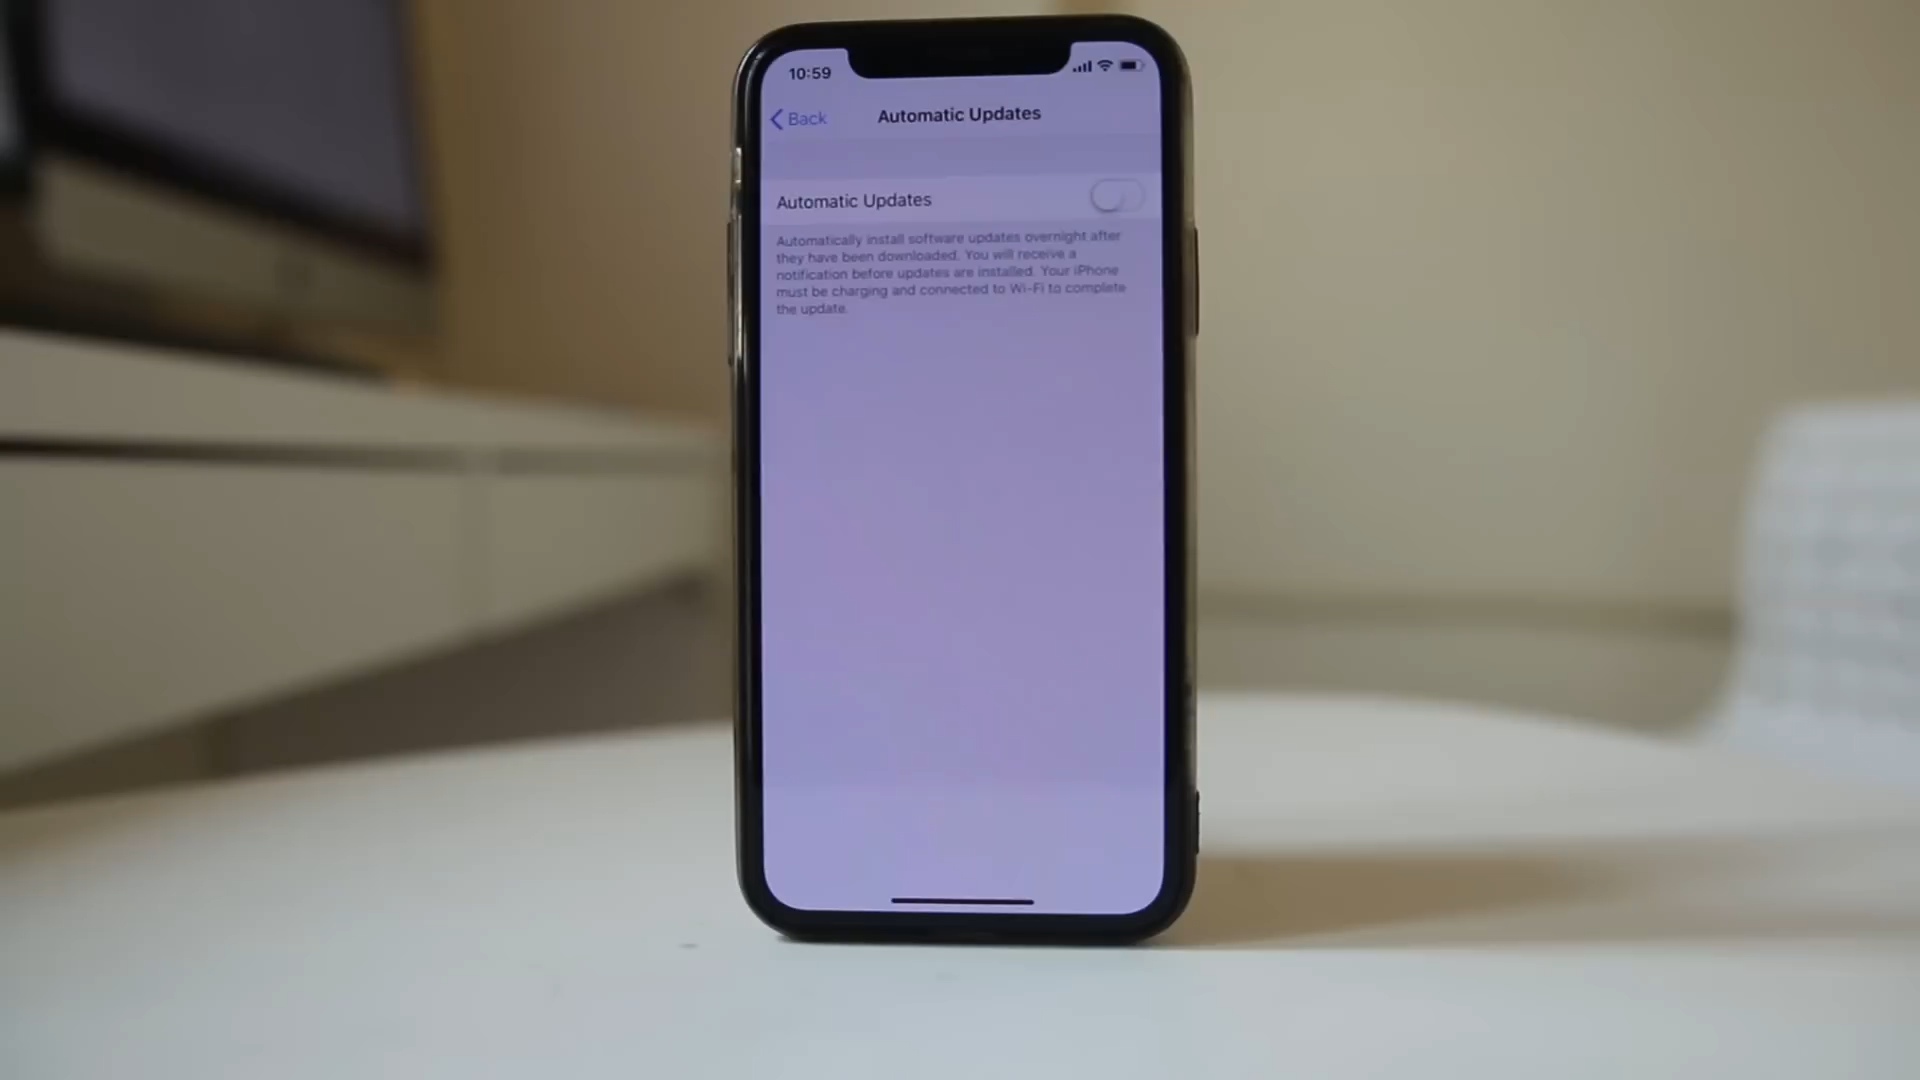 10:59
Back
Automatic Updates
Automatic Updates
Automatically install software updates overnight after
they have been downloaded. You will receive a
notification before updates are installed. Your iPhone
must be charging and connected to Wi-Fi to complete
the update.